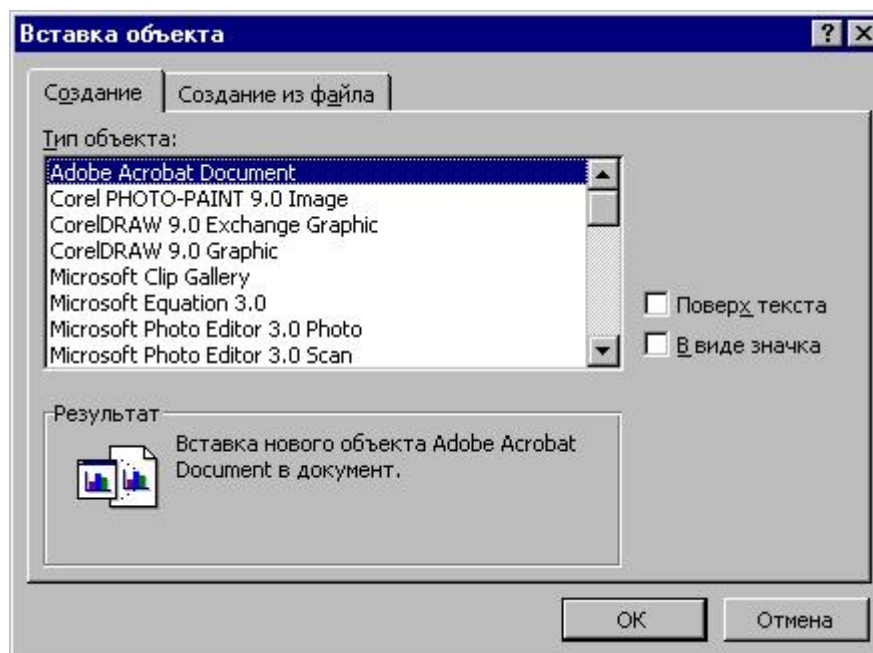 Вставка объекта
Создание
Создание из файла
Тип объекта:
Adobe Acrobat Document
Corel PHOTO-PAINT 9.0 Image
CorelDRAW 9.0 Exchange Graphic
CorelDRAW 9.0 Graphic
Microsoft Clip Gallery
Microsoft Equation 3.0
Microsoft Photo Editor 3.0 Photo
Microsoft Photo Editor 3.0 Scan
Поверх текста
В виде значка
Результат
Вставка нового объекта Adobe Acrobat
Document в документ.
OK
Отмена